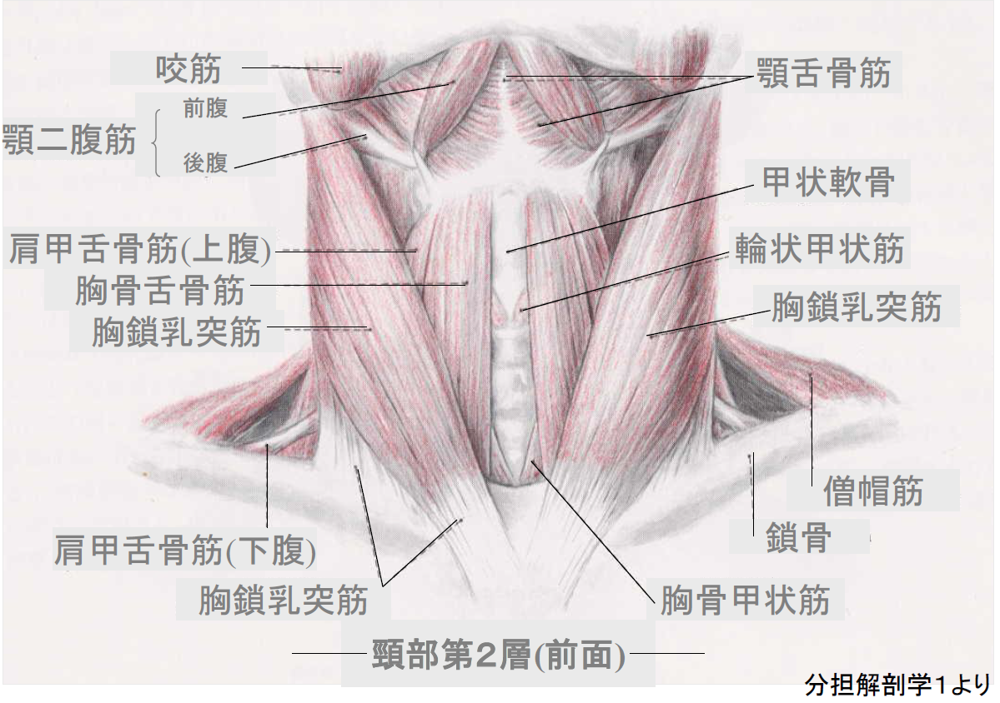 咬筋
前腹
顎二腹筋
後腹
肩甲舌骨筋(上腹)
胸骨舌骨筋
胸鎖乳突筋
肩甲舌骨筋(下腹)
胸鎖乳突筋
顎舌骨筋
甲状軟骨
輪状甲状筋
胸鎖乳突筋
僧帽筋
鎖骨
胸骨甲状筋
頸部第２層(前面)
分担解剖学１より